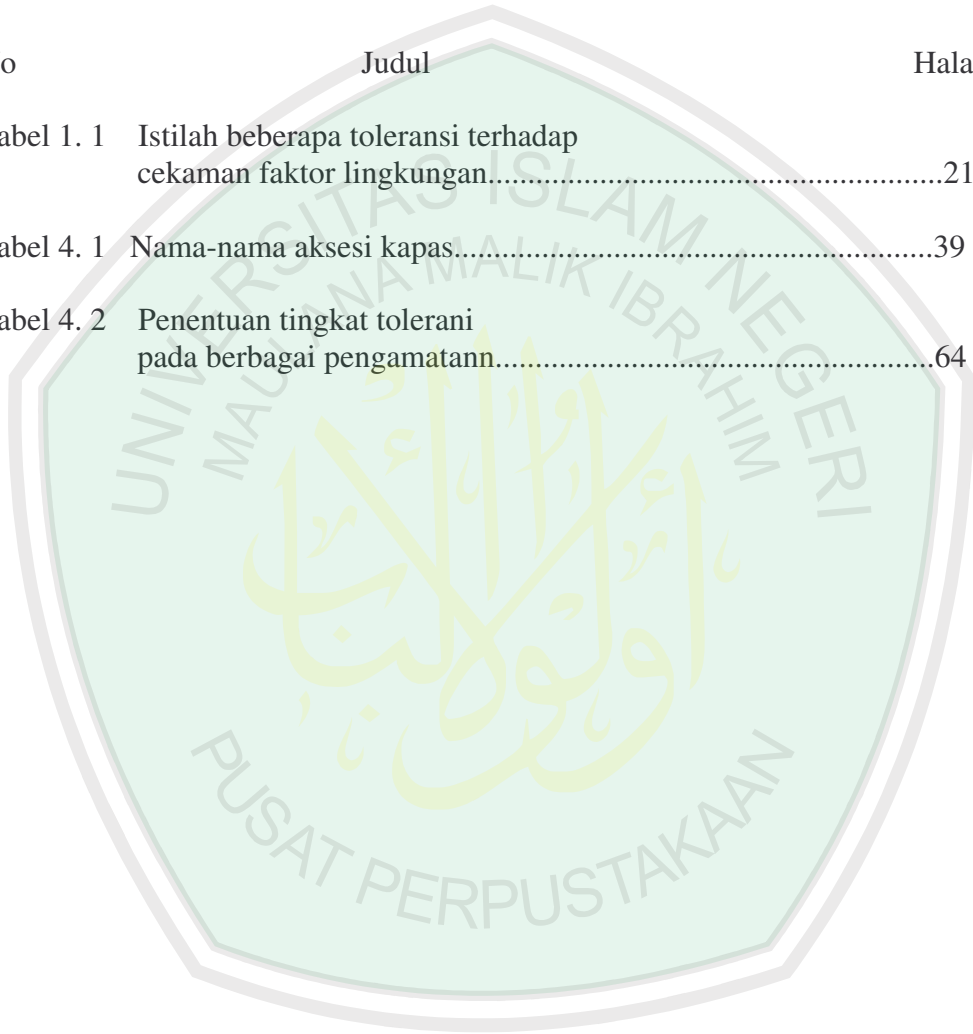 o Judul Hala
abel 1. 1 Istilah beberapa toleransi terhadap
cekaman faktor lingkungan..........................................................21
abel 4. 1 Nama-nama aksesi kapas.............................................................39
abel 4. 2 Penentuan tingkat tolerani
pada berbagai pengamatann........................................................64
UNIVERSITAS ISLAM NEGERI
MAULANA MALIK IBRAHIM
PUSAT PERPUSTAKAAN